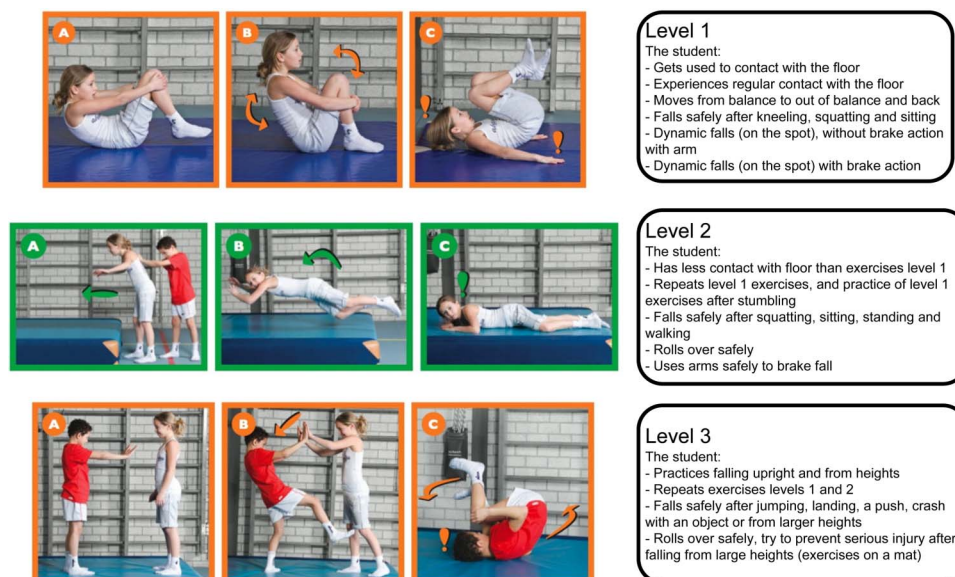 A
B
C
Level 1
The student:
- Gets used to contact with the floor
- Experiences regular contact with the floor
- Moves from balance to out of balance and back
- Falls safely after kneeling, squatting and sitting
- Dynamic falls (on the spot), without brake action
with arm
- Dynamic falls (on the spot) with brake action
A
B
C
Level 2
The student:
- Has less contact with floor than exercises level 1
- Repeats level 1 exercises, and practice of level 1
exercises after stumbling
- Falls safely after squatting, sitting, standing and
walking
- Rolls over safely
- Uses arms safely to brake fall
A
B
C
Level 3
The student:
- Practices falling upright and from heights
- Repeats exercises levels 1 and 2
- Falls safely after jumping, landing, a push, crash
with an object or from larger heights
- Rolls over safely, try to prevent serious injury after
falling from large heights (exercises on a mat)